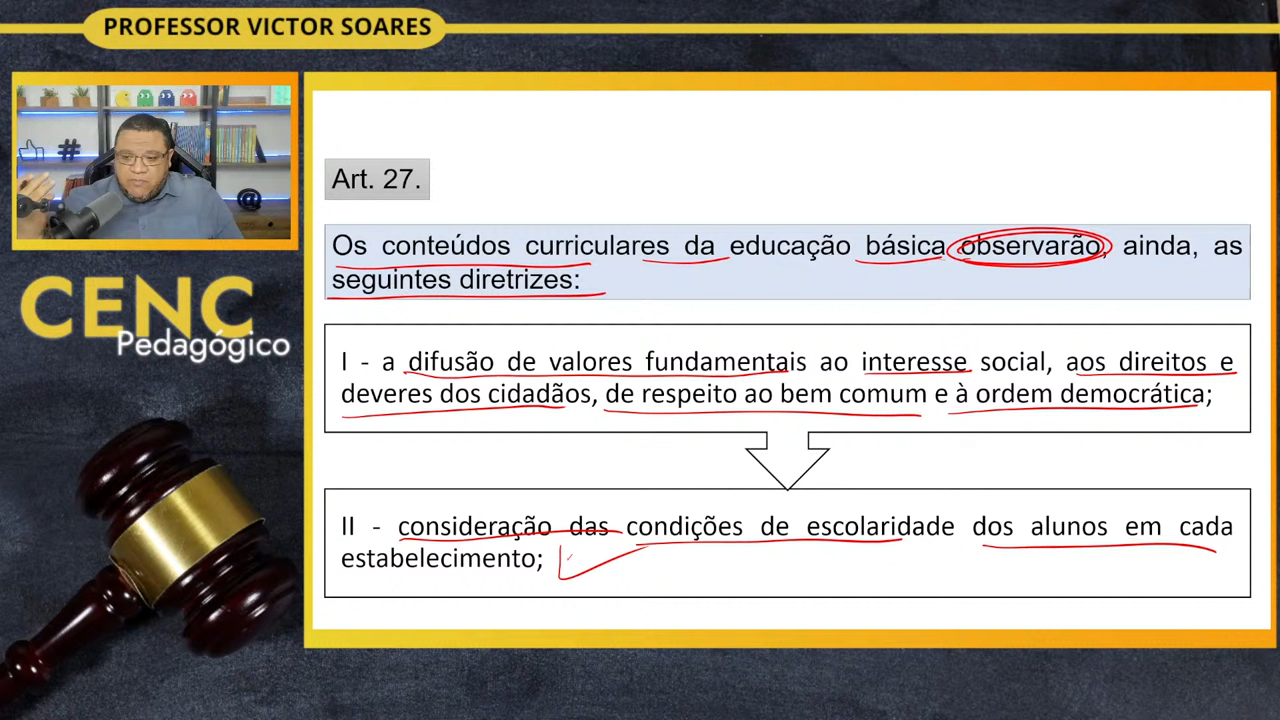 PROFESSOR VICTOR SOARES
CENC
Pedagógico
Art. 27.
Os conteúdos curriculares da educação básica observarão, ainda, as
seguintes diretrizes:
I - a difusão de valores fundamentais ao interesse social, aos direitos e
deveres dos cidadãos, de respeito ao bem comum e à ordem democrática;
II - consideração das condições de escolaridade dos alunos em cada
estabelecimento;